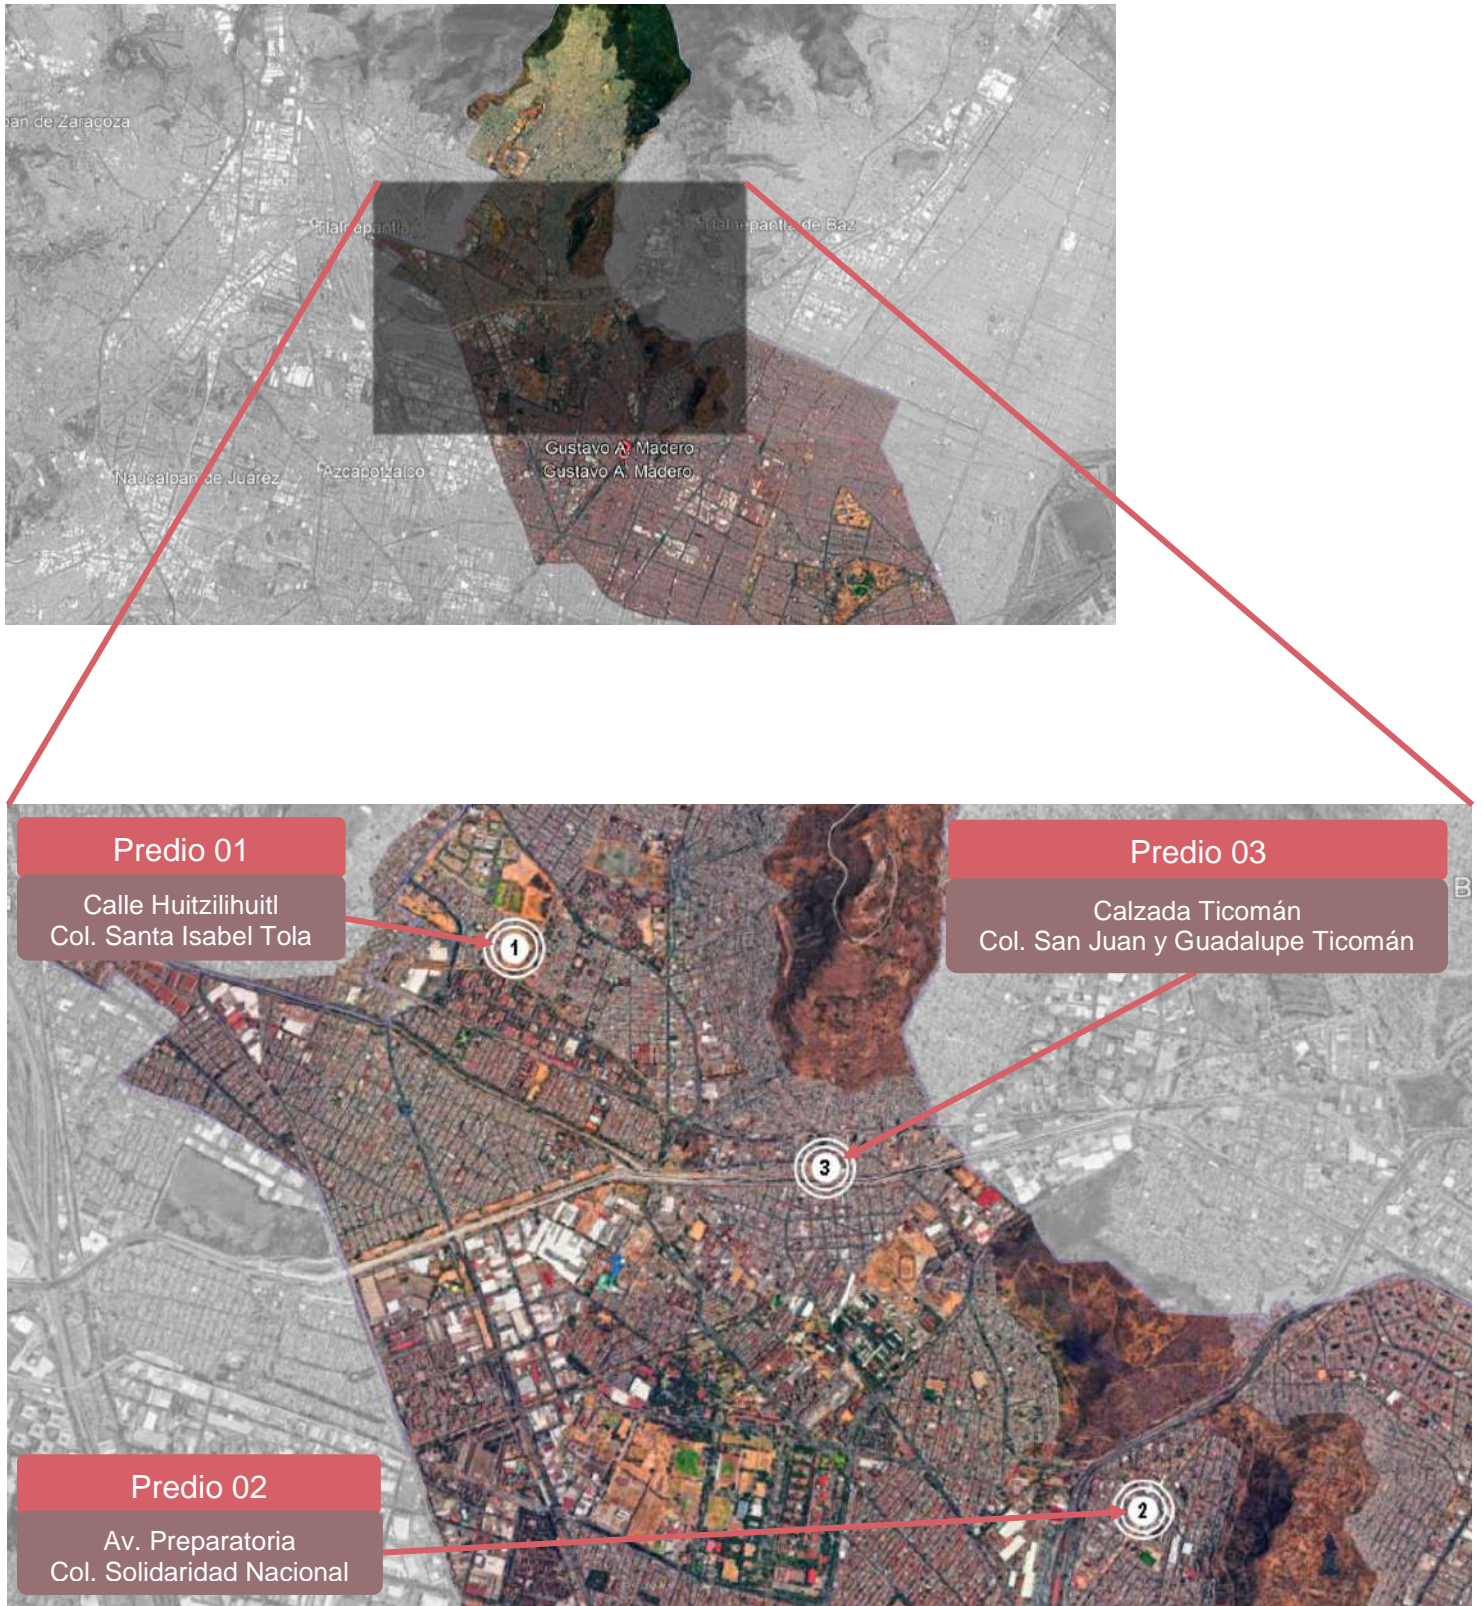 pan de Zaragoza
Tlalnepantla
Tlalnepantla de Baz
Gustavo A. Madero
Gustavo A. Madero
Azcapotzalco
Naucalpan de Juárez
Predio 01
Calle Huitzilihuitl
Col. Santa Isabel Tola
Predio 03
Calzada Ticomán
Col. San Juan y Guadalupe Ticomán
B
1
3
Predio 02
Av. Preparatoria
Col. Solidaridad Nacional
2